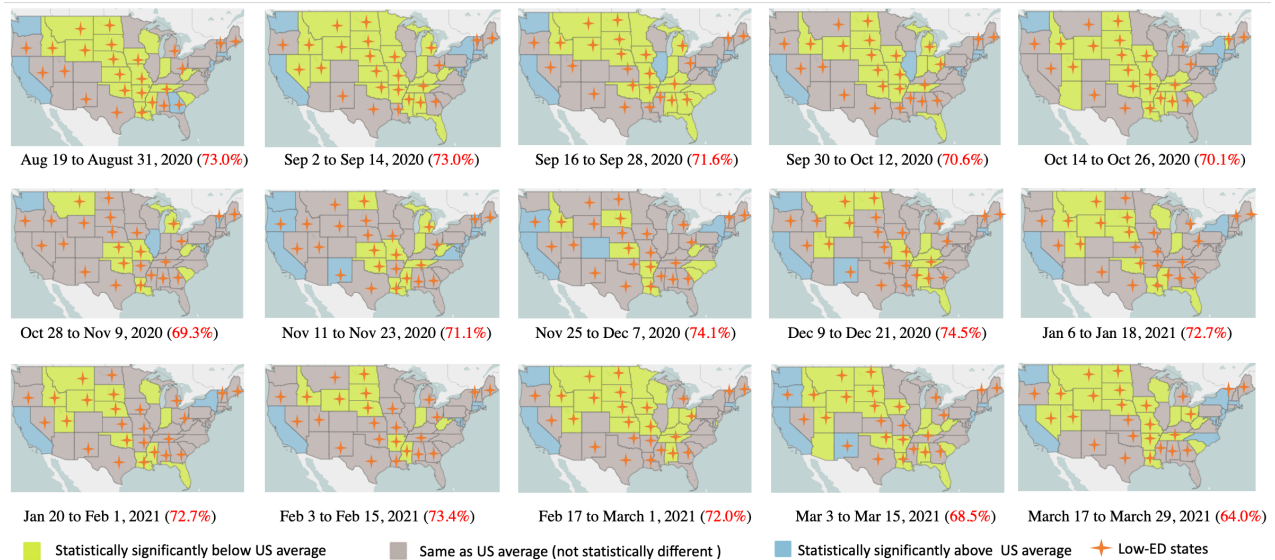 Aug 19 to August 31, 2020 (73.0%)
Sep 2 to Sep 14, 2020 (73.0%)
Sep 16 to Sep 28, 2020 (71.6%)
Sep 30 to Oct 12, 2020 (70.6%)
Oct 14 to Oct 26, 2020 (70.1%)
Oct 28 to Nov 9, 2020 (69.3%)
Nov 11 to Nov 23, 2020 (71.1%)
Nov 25 to Dec 7, 2020 (74.1%)
Dec 9 to Dec 21, 2020 (74.5%)
Jan 6 to Jan 18, 2021 (72.7%)
Jan 20 to Feb 1, 2021 (72.7%)
Feb 3 to Feb 15, 2021 (73.4%)
Feb 17 to March 1, 2021 (72.0%)
Mar 3 to Mar 15, 2021 (68.5%)
March 17 to March 29, 2021 (64.0%)
Statistically significantly below US average
Same as US average (not statistically different )
Statistically significantly above US average
Low-ED states